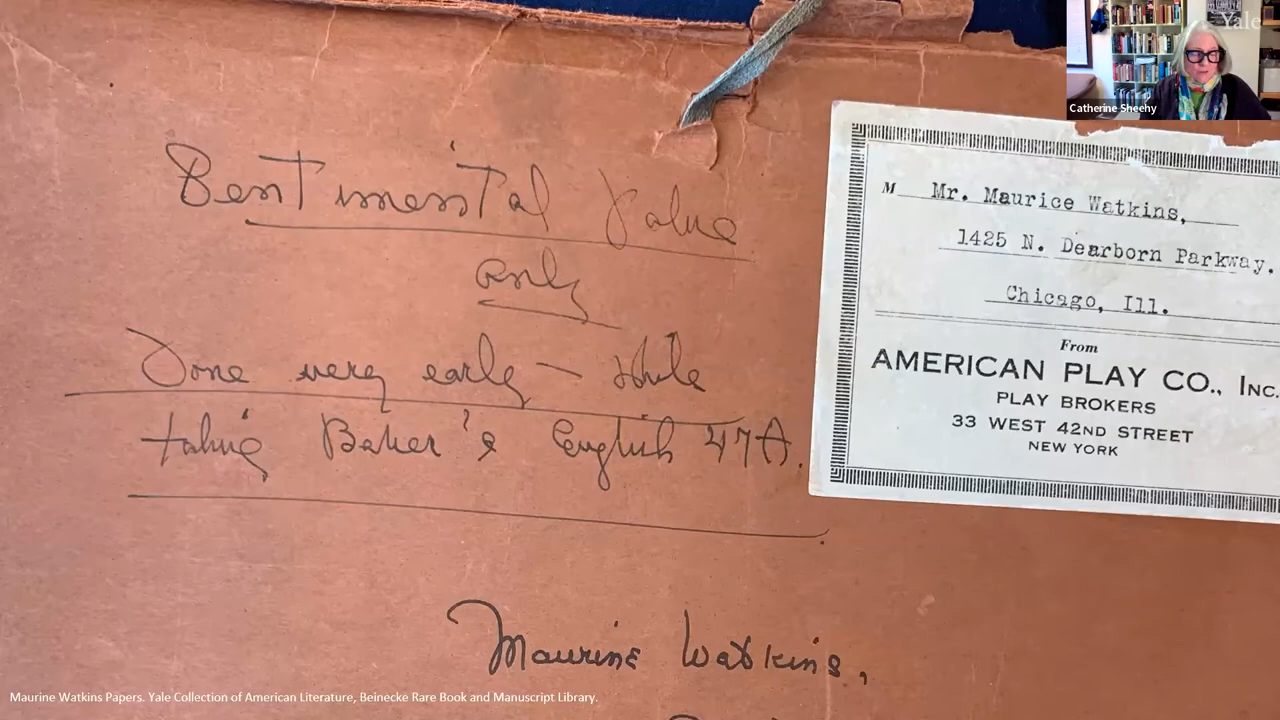 Yale
Catherine Sheehy
Sentimental Value
only
Done very early – while
taking Baker's English 47A.
Maurine Watkins,
M Mr. Maurice Watkins,
1425 N. Dearborn Parkway.
Chicago, Ill.
From
AMERICAN PLAY CO., INC.
PLAY BROKERS
33 WEST 42ND STREET
NEW YORK
Maurine Watkins Papers. Yale Collection of American Literature, Beinecke Rare Book and Manuscript Library.